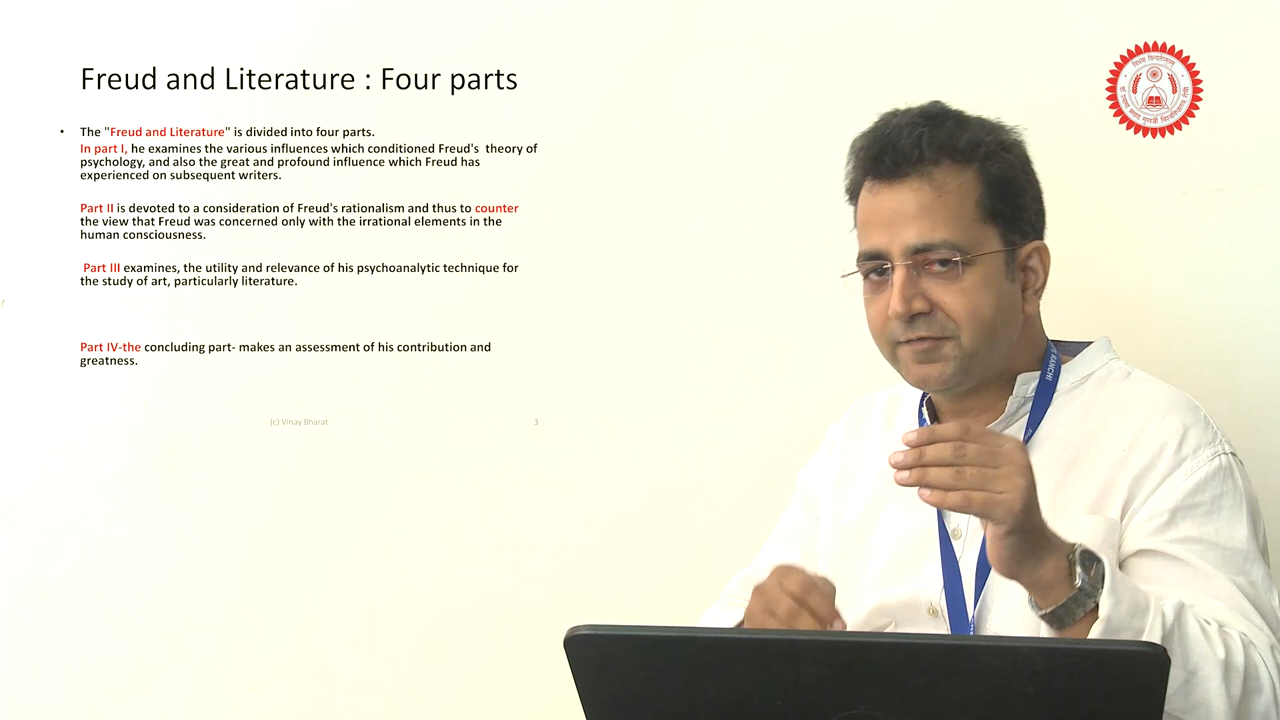 Freud and Literature : Four parts
• The "Freud and Literature" is divided into four parts.
In part I, he examines the various influences which conditioned Freud's theory of
psychology, and also the great and profound influence which Freud has
experienced on subsequent writers.
Part II is devoted to a consideration of Freud's rationalism and thus to counter
the view that Freud was concerned only with the irrational elements in the
human consciousness.
Part III examines, the utility and relevance of his psychoanalytic technique for
the study of art, particularly literature.
Part IV-the concluding part- makes an assessment of his contribution and
greatness.
(c) Vinay Bharat
3
RANCHI